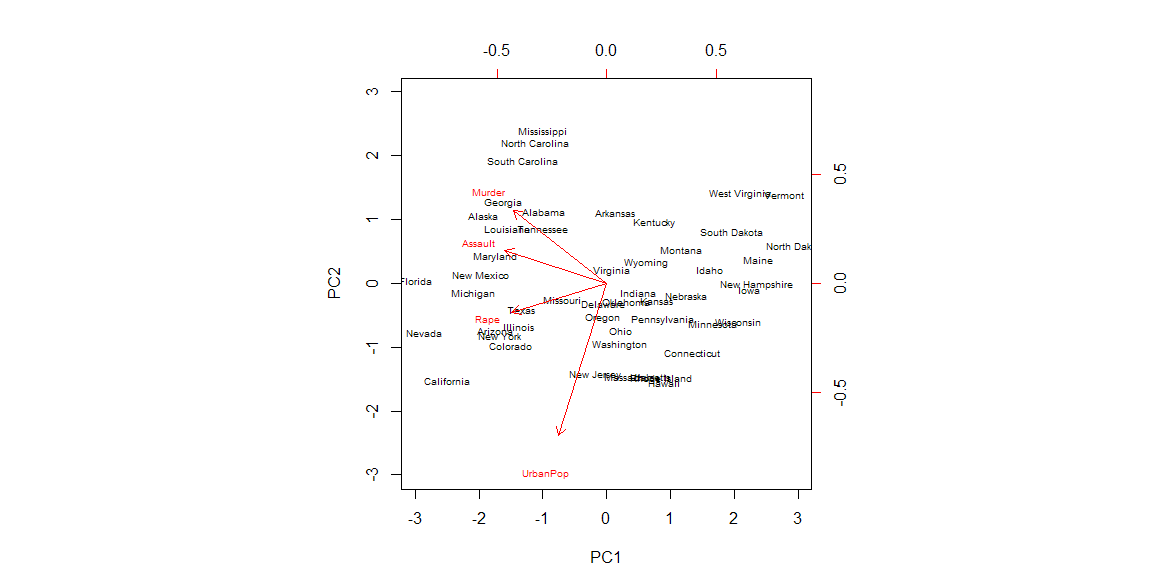 -0.5 0.0 0.5
3
Mississippi
North Carolina
2
South Carolina
Murder
West Virginia Vermont
0.5
Georgia
Alaska Alabama Arkansas
1
Kentucky
Louisiana Tennessee
South Dakota
Assault
North Dak
Montana
Maryland
Maine
Wyoming
Virginia Idaho
New Mexico
Florida
PC2
0
0.0
New Hampshire
Iowa
Michigan
Indiana
Nebraska
Missouri
Delaware Oklahoma Kansas
Texas
Rape
Oregon Pennsylvania
Minnesota Wisconsin
Illinois
Nevada Arizona Ohio
New York
-1
Colorado Washington
Connecticut
New Jersey
Island
California Hawaii
-0.5
-2
UrbanPop
-3
-3 -2 -1 0 1 2 3
PC1